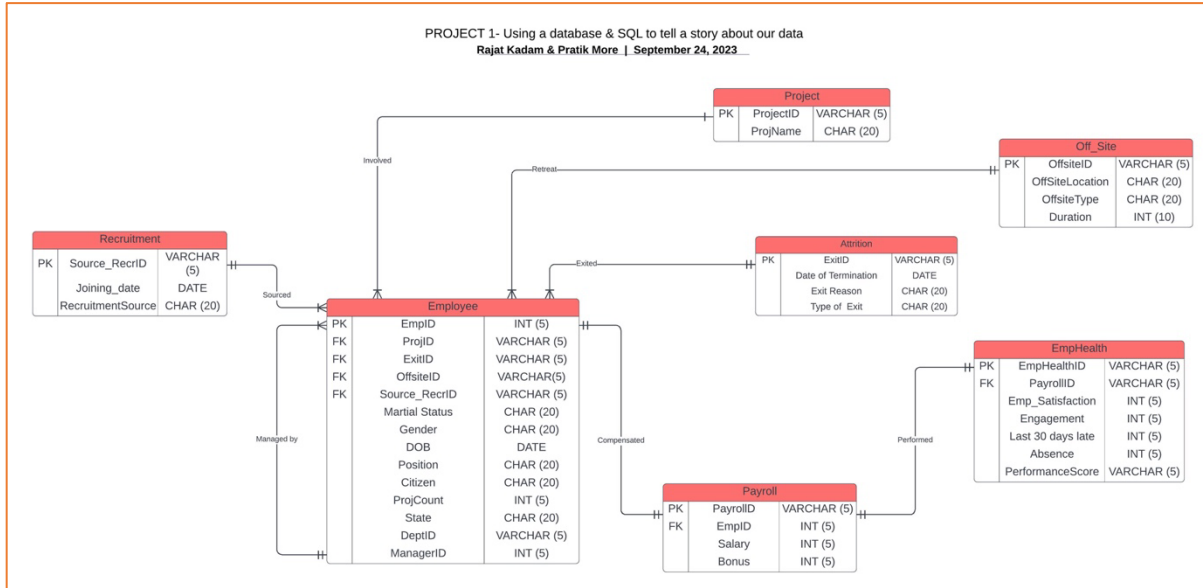 PROJECT 1- Using a database & SQL to tell a story about our data
Rajat Kadam & Pratik More | September 24, 2023
Project
PK ProjectID VARCHAR (5)
ProjName CHAR (20)
Involved
Off_Site
PK OffsiteID VARCHAR (5)
OffSiteLocation CHAR (20)
OffsiteType CHAR (20)
Duration INT (10)
Retreat
Recruitment
PK Source_RecrID VARCHAR
(5)
Joining_date DATE
RecruitmentSource CHAR (20)
Sourced
Attrition
PK ExitID VARCHAR (5)
Date of Termination DATE
Exit Reason CHAR (20)
Type of Exit CHAR (20)
Exited
Employee
PK EmpID INT (5)
FK ProjID VARCHAR (5)
FK ExitID VARCHAR (5)
FK OffsiteID VARCHAR(5)
FK Source_RecrID VARCHAR (5)
Martial Status CHAR (20)
Gender CHAR (20)
DOB DATE
Position CHAR (20)
Citizen CHAR (20)
ProjCount INT (5)
State CHAR (20)
DeptID VARCHAR (5)
ManagerID INT (5)
Managed by
Compensated
EmpHealth
PK EmpHealthID VARCHAR (5)
FK PayrollID VARCHAR (5)
Emp_Satisfaction INT (5)
Engagement INT (5)
Last 30 days late INT (5)
Absence INT (5)
PerformanceScore VARCHAR (5)
Performed
Payroll
PK PayrollID VARCHAR (5)
FK EmpID INT (5)
Salary INT (5)
Bonus INT (5)